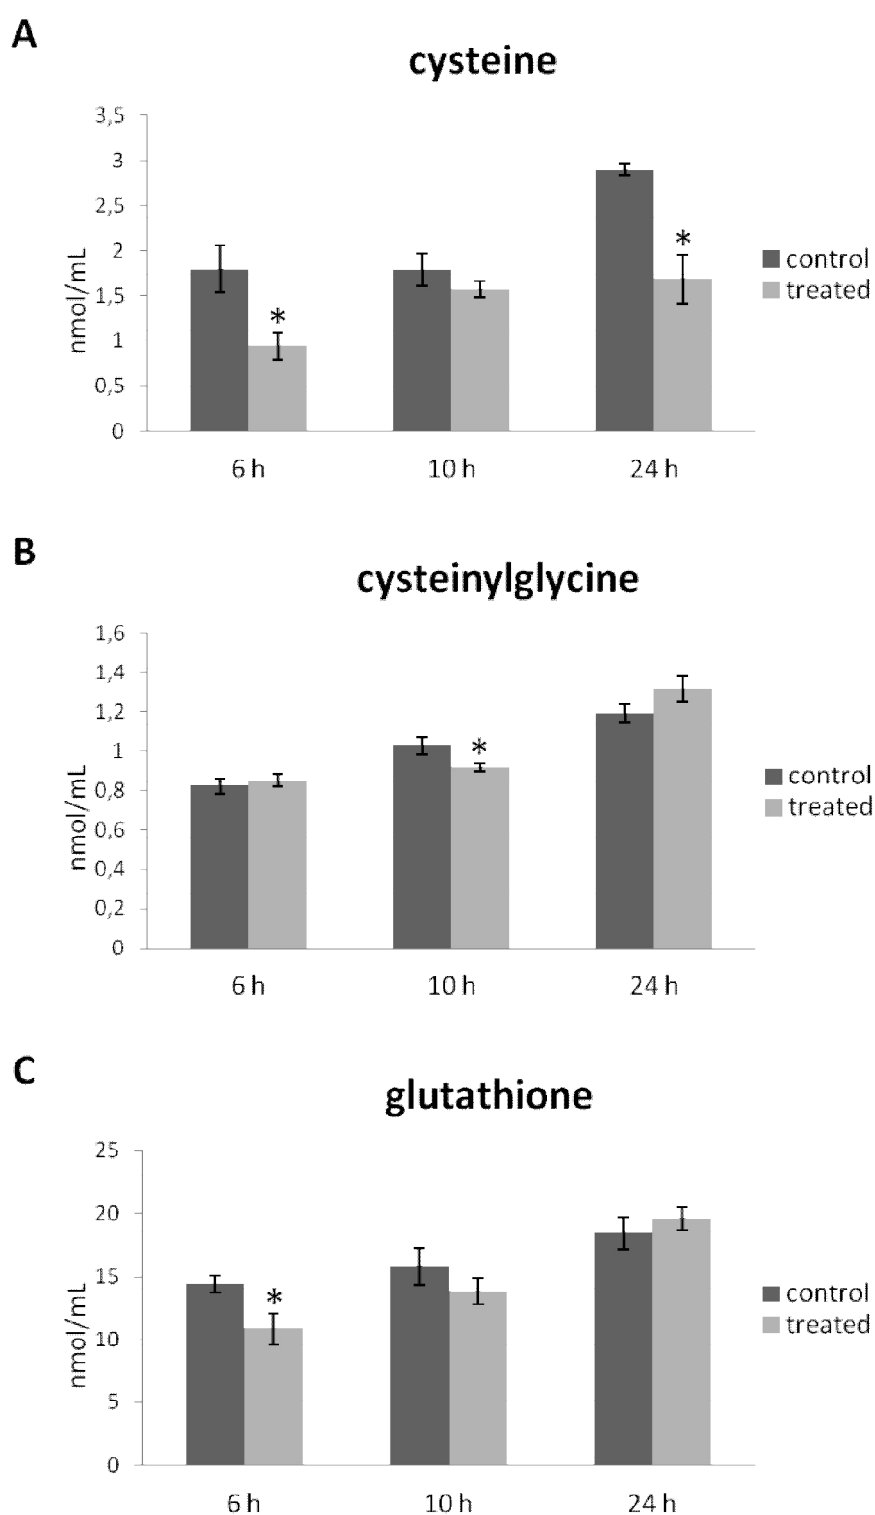 A
cysteine
3,5
3
2,5
2
1,5
1
0,5
0
nmol/mL
*
*
6 h
10 h
24 h
control
treated
B
cysteinylglycine
1,6
1,4
1,2
1
0,8
0,6
0,4
0,2
0
nmol/mL
*
6 h
10 h
24 h
control
treated
C
glutathione
25
20
15
10
5
0
nmol/mL
*
6 h
10 h
24 h
control
treated